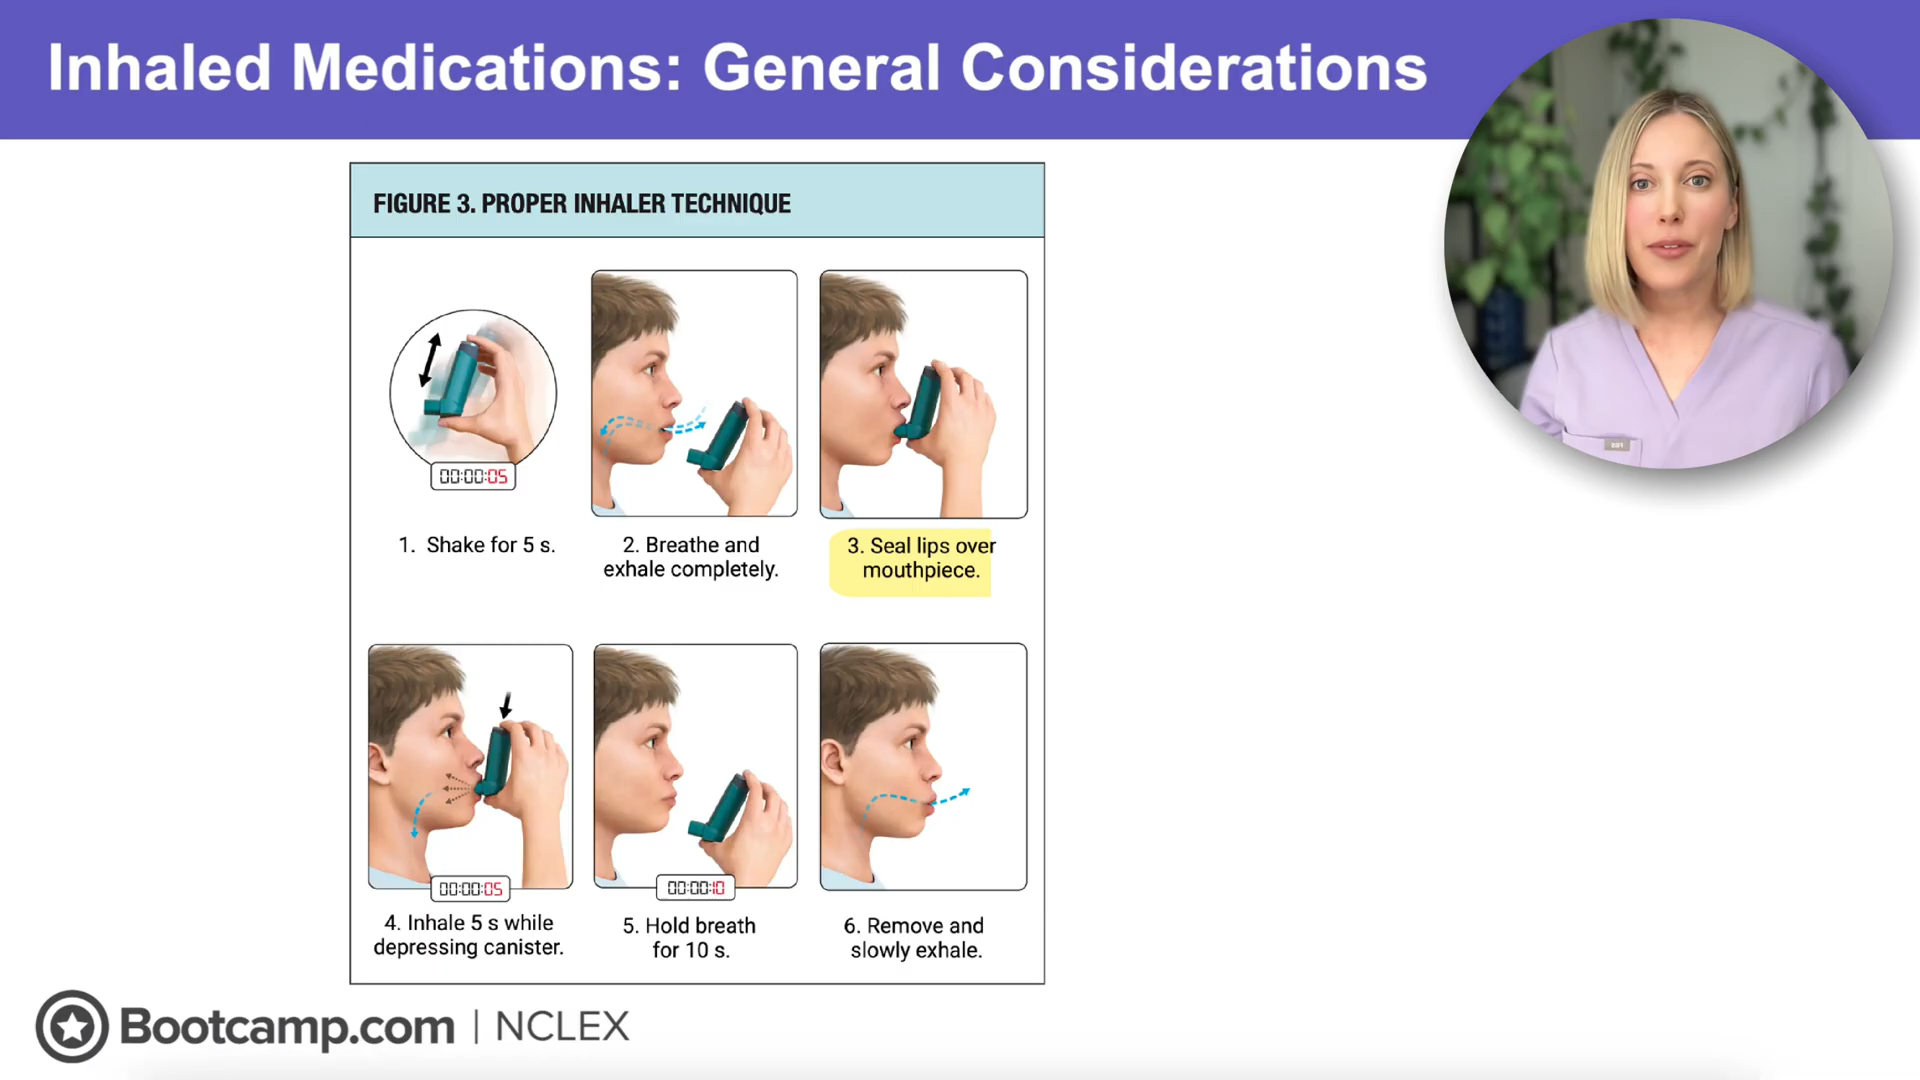 Inhaled Medications: General Considerations
FIGURE 3. PROPER INHALER TECHNIQUE
00:00:05
1. Shake for 5 s.
2. Breathe and
exhale completely.
3. Seal lips over
mouthpiece.
00:00:05
4. Inhale 5 s while
depressing canister.
00:00:10
5. Hold breath
for 10 s.
6. Remove and
slowly exhale.
Bootcamp.com | NCLEX